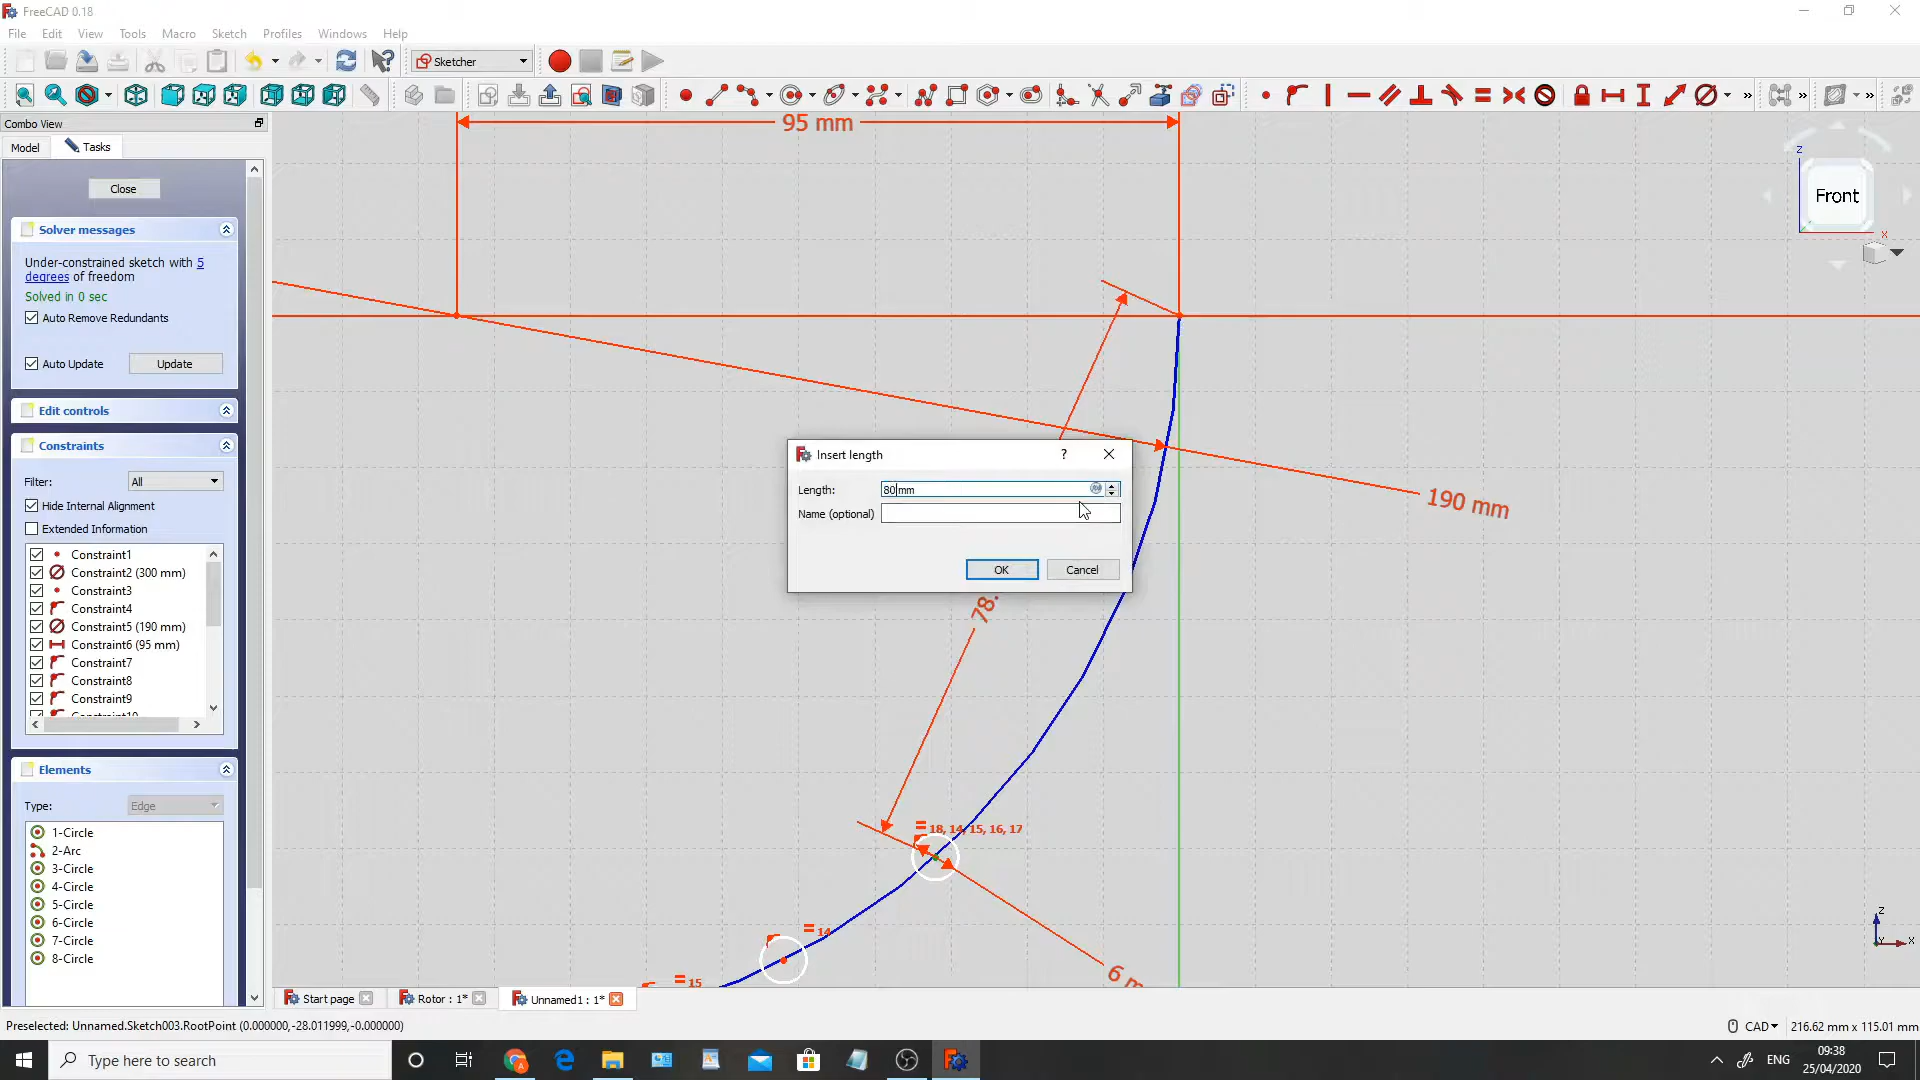 FreeCAD 0.18
File Edit View Tools Macro Sketch Profiles Windows Help
Sketcher
Combo View
Model Tasks
Close
Solver messages
Under-constrained sketch with 5
degrees of freedom
Solved in 0 sec
Auto Remove Redundants
Auto Update Update
Edit controls
Constraints
Filter: All
Hide Internal Alignment
Extended Information
Constraint1
Constraint2 (300 mm)
Constraint3
Constraint4
Constraint5 (190 mm)
Constraint6 (95 mm)
Constraint7
Constraint8
Constraint9
Constraint10
Elements
Type: Edge
1-Circle
2-Arc
3-Circle
4-Circle
5-Circle
6-Circle
7-Circle
8-Circle
95 mm
Front
Z
X
190 mm
Insert length
?
Length: 80 mm
Name (optional)
OK Cancel
78.
18, 14, 15, 16, 17
14
15
6 m
Z
X
Start page Rotor : 1* Unnamed1 : 1*
Preselected: Unnamed.Sketch003.RootPoint (0.000000,-28.011999,-0.000000)
CAD 216.62 mm x 115.01 mm
Type here to search
ENG
09:38
25/04/2020